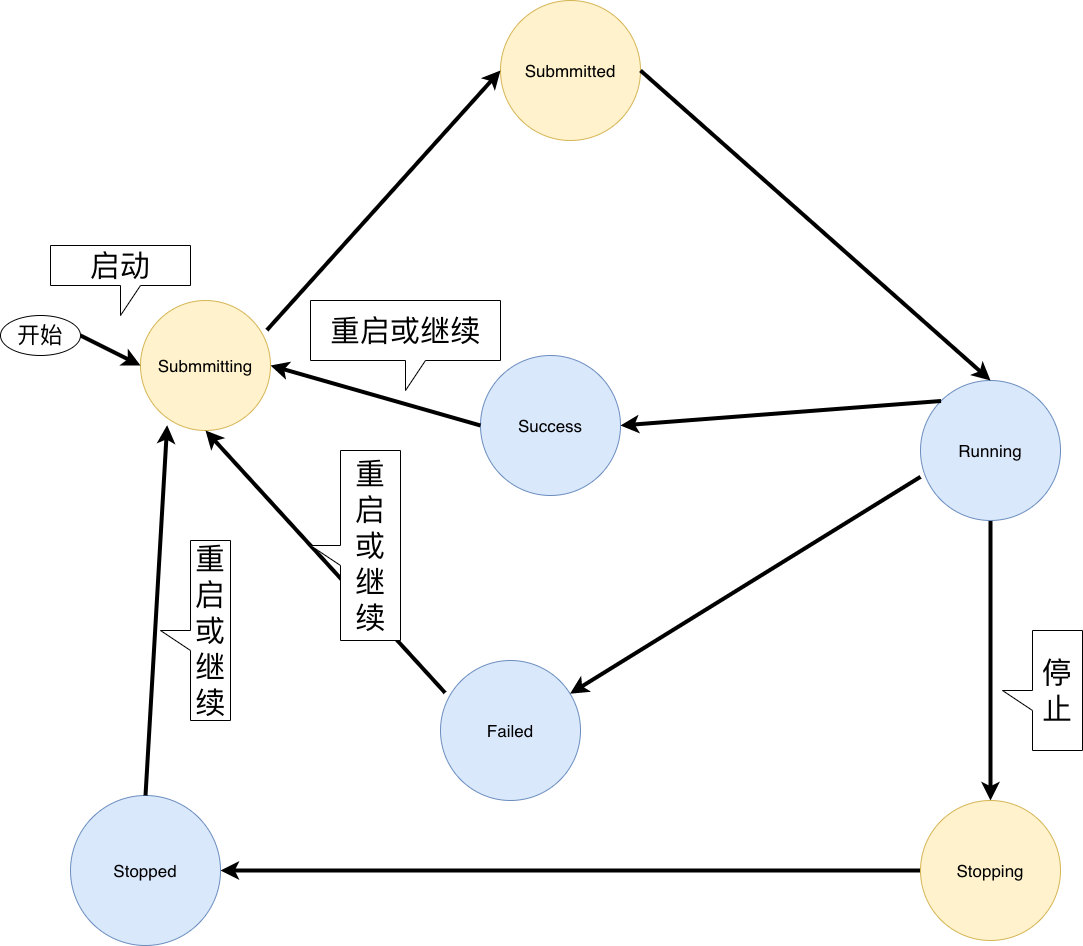 Submmitted
启动
开始
重启或继续
Submmitting
Success
Running
重
启
或
继
续
重
启
或
继
续
停
止
Failed
Stopped
Stopping